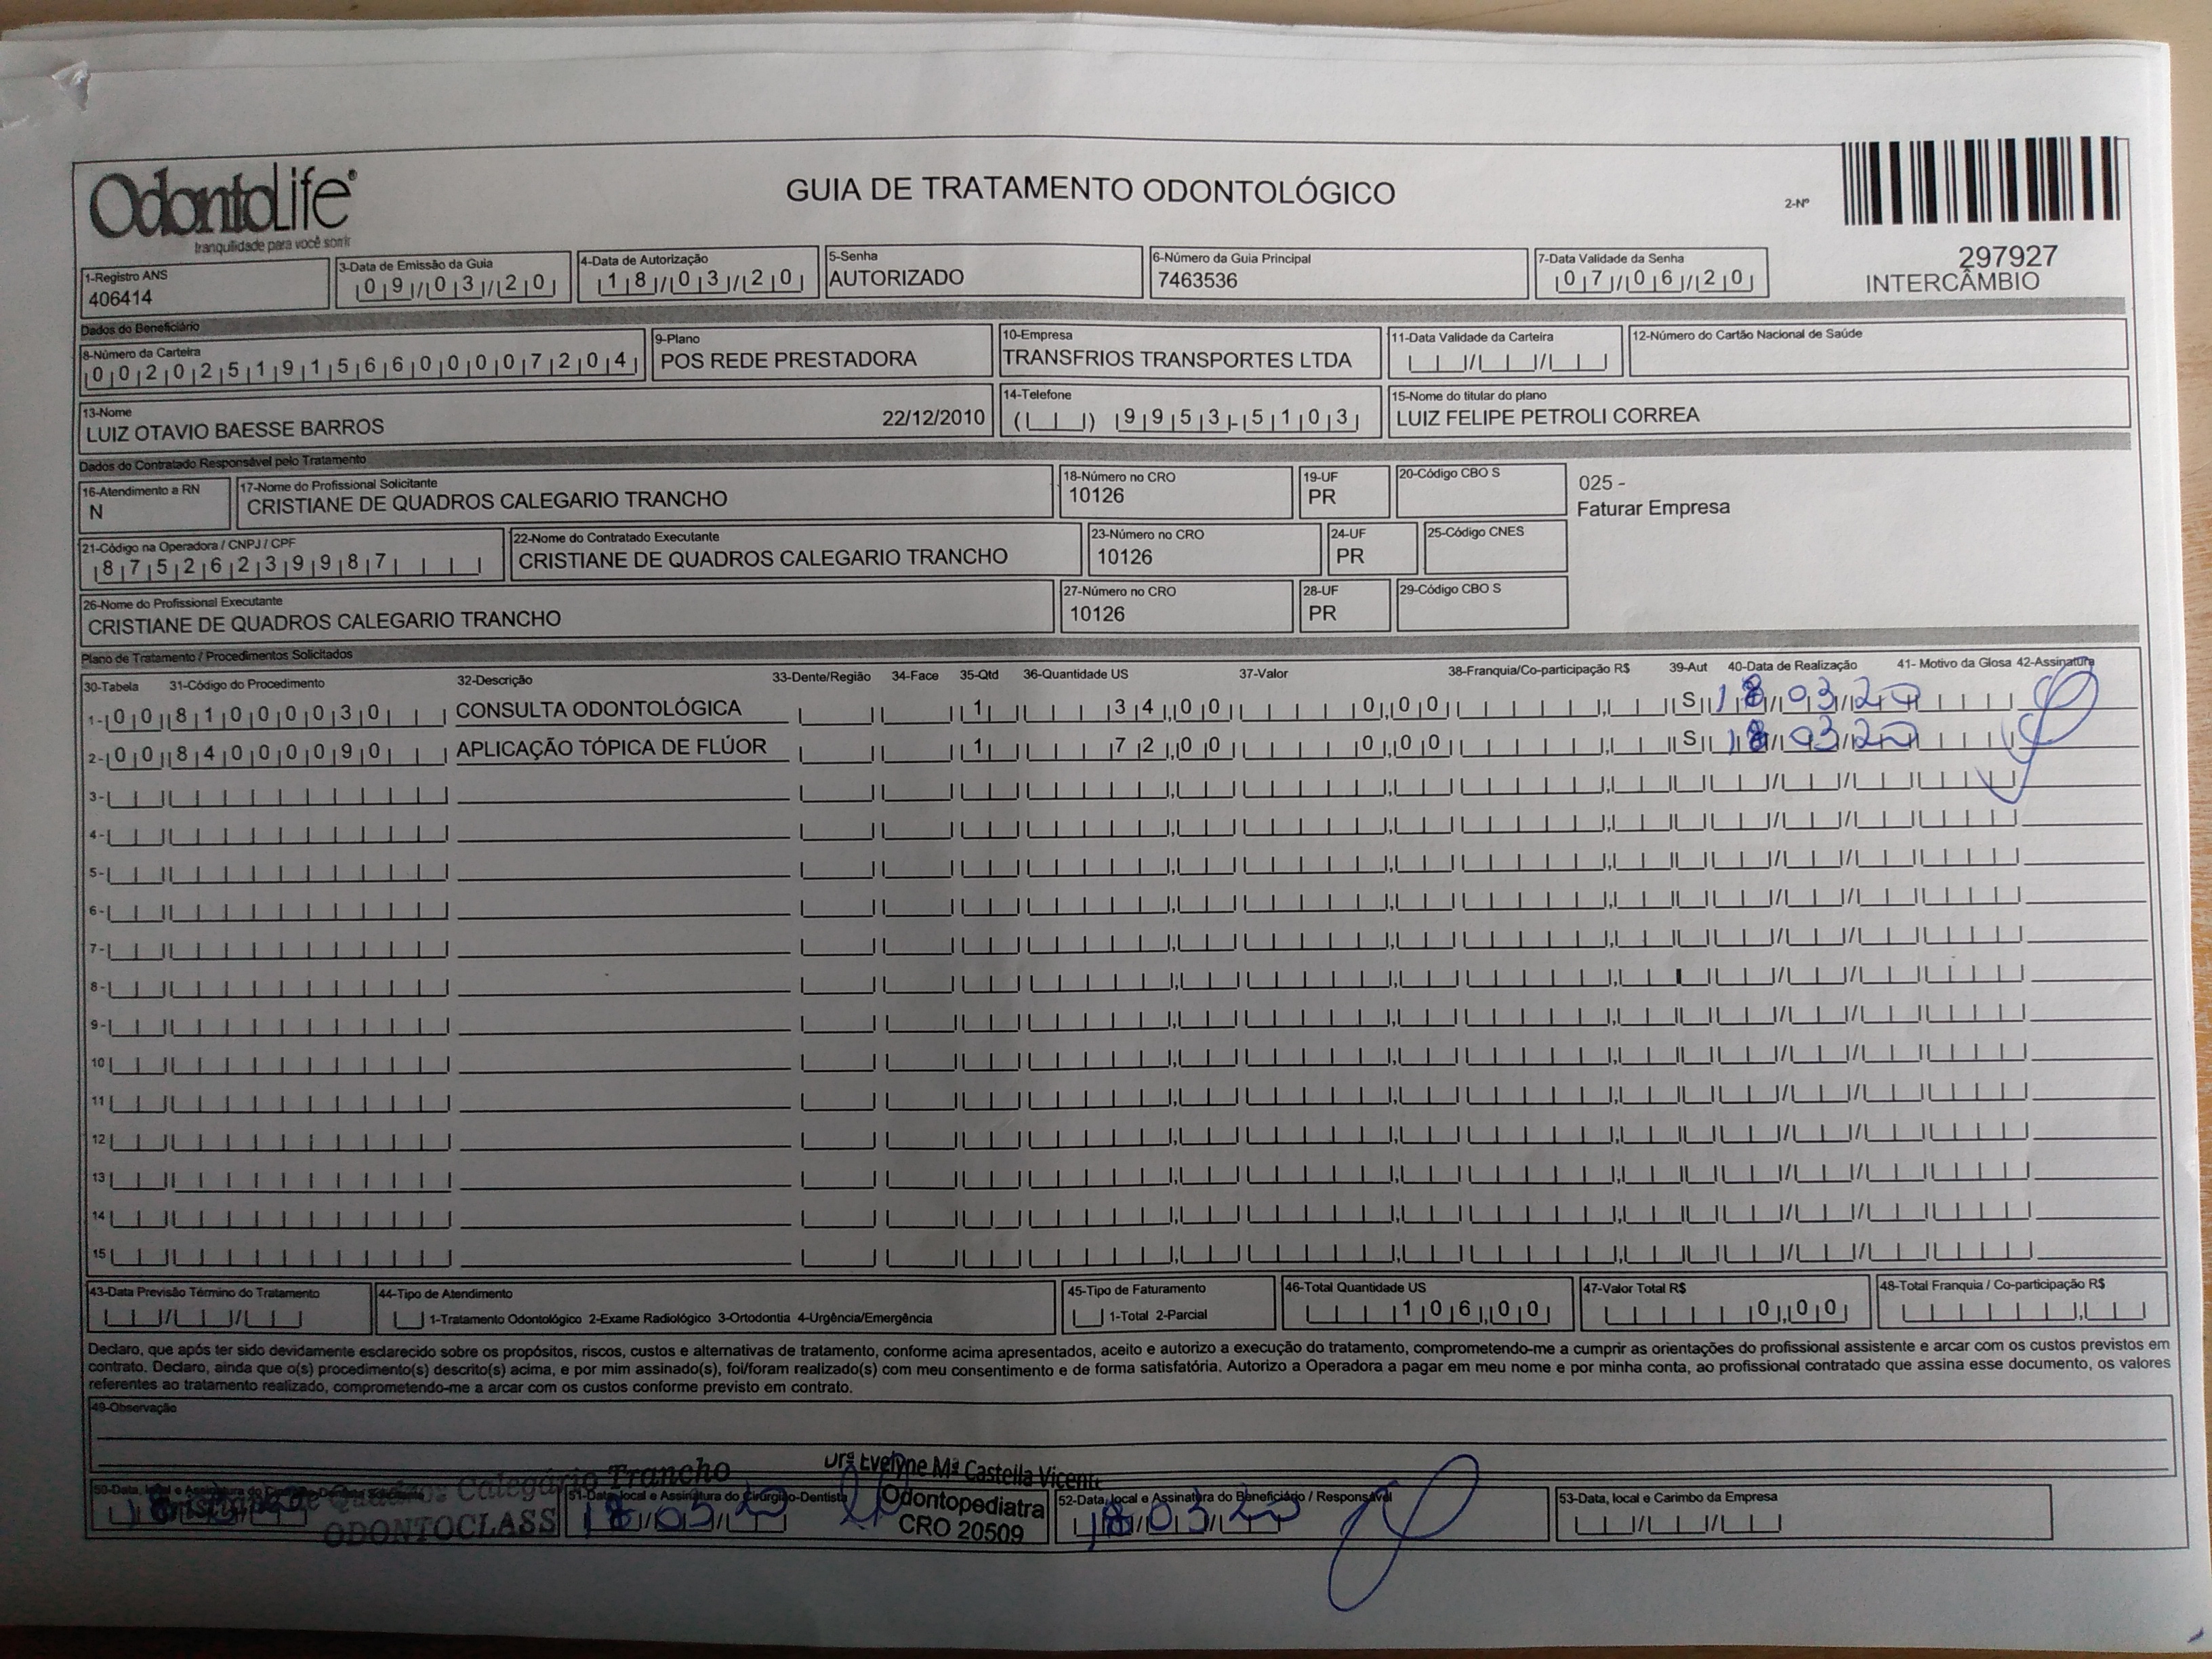 OdontoLife®
tranquilidade para você sorrir
GUIA DE TRATAMENTO ODONTOLÓGICO
2-Nº
297927
INTERCÂMBIO
1-Registro ANS
406414
3-Data de Emissão da Guia
09/03/20
4-Data de Autorização
18/03/20
5-Senha
AUTORIZADO
6-Número da Guia Principal
7463536
7-Data Validade da Senha
07/06/20
Dados do Beneficiário
8-Número da Carteira
00202519156600007204
9-Plano
POS REDE PRESTADORA
10-Empresa
TRANSFRIOS TRANSPORTES LTDA
11-Data Validade da Carteira
12-Número do Cartão Nacional de Saúde
13-Nome
LUIZ OTAVIO BAESSE BARROS 22/12/2010
14-Telefone
( ) 9953-5103
15-Nome do titular do plano
LUIZ FELIPE PETROLI CORREA
Dados do Contratado Responsável pelo Tratamento
16-Atendimento a RN
N
17-Nome do Profissional Solicitante
CRISTIANE DE QUADROS CALEGARIO TRANCHO
18-Número no CRO
10126
19-UF
PR
20-Código CBO S
025 -
Faturar Empresa
21-Código na Operadora / CNPJ / CPF
87526239987
22-Nome do Contratado Executante
CRISTIANE DE QUADROS CALEGARIO TRANCHO
23-Número no CRO
10126
24-UF
PR
25-Código CNES
26-Nome do Profissional Executante
CRISTIANE DE QUADROS CALEGARIO TRANCHO
27-Número no CRO
10126
28-UF
PR
29-Código CBO S
Plano de Tratamento / Procedimentos Solicitados
30-Tabela 31-Código do Procedimento 32-Descrição 33-Dente/Região 34-Face 35-Qtd 36-Quantidade US 37-Valor 38-Franquia/Co-participação R$ 39-Aut 40-Data de Realização 41- Motivo da Glosa 42-Assinatura
1- 00 81000030 CONSULTA ODONTOLÓGICA 1 34,00 0,00 S 18/03/20
2- 00 84000090 APLICAÇÃO TÓPICA DE FLÚOR 1 72,00 0,00 S 18/03/20
3-
4-
5-
6-
7-
8-
9-
10
11
12
13
14
15
43-Data Previsão Término do Tratamento
44-Tipo de Atendimento
1-Tratamento Odontológico 2-Exame Radiológico 3-Ortodontia 4-Urgência/Emergência
45-Tipo de Faturamento
1-Total 2-Parcial
46-Total Quantidade US
106,00
47-Valor Total R$
0,00
48-Total Franquia / Co-participação R$
Declaro, que após ter sido devidamente esclarecido sobre os propósitos, riscos, custos e alternativas de tratamento, conforme acima apresentados, aceito e autorizo a execução do tratamento, comprometendo-me a cumprir as orientações do profissional assistente e arcar com os custos previstos em
contrato. Declaro, ainda que o(s) procedimento(s) descrito(s) acima, e por mim assinado(s), foi/foram realizado(s) com meu consentimento e de forma satisfatória. Autorizo a Operadora a pagar em meu nome e por minha conta, ao profissional contratado que assina esse documento, os valores
referentes ao tratamento realizado, comprometendo-me a arcar com os custos conforme previsto em contrato.
49-Observação
Cristiane de Quadros Calegário Trancho
ODONTOCLASS
51-Data, local e Assinatura do Cirurgião-Dentista
18/03/20
Drª Evelyne Mª Castella Vicente
Odontopediatra
CRO 20509
52-Data, local e Assinatura do Beneficiário / Responsável
18/03/20
53-Data, local e Carimbo da Empresa